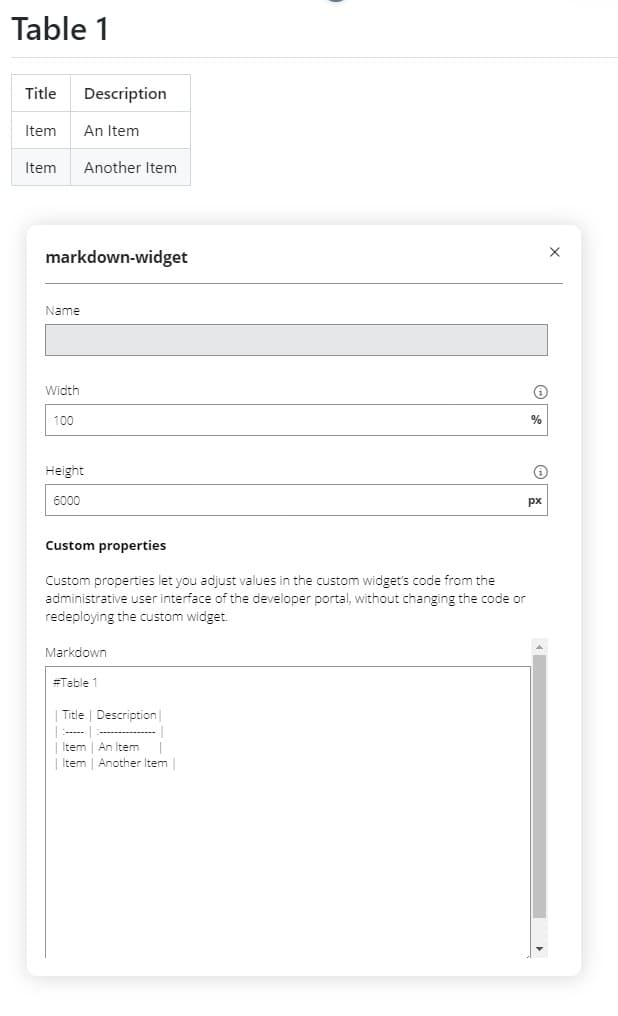 Table 1
Title Description
Item An Item
Item Another Item
markdown-widget
Name
Width
100 %
Height
6000 px
Custom properties
Custom properties let you adjust values in the custom widget's code from the
administrative user interface of the developer portal, without changing the code or
redeploying the custom widget.
Markdown
#Table 1
| Title | Description|
| :----- | :--------------- |
| Item | An Item |
| Item | Another Item |